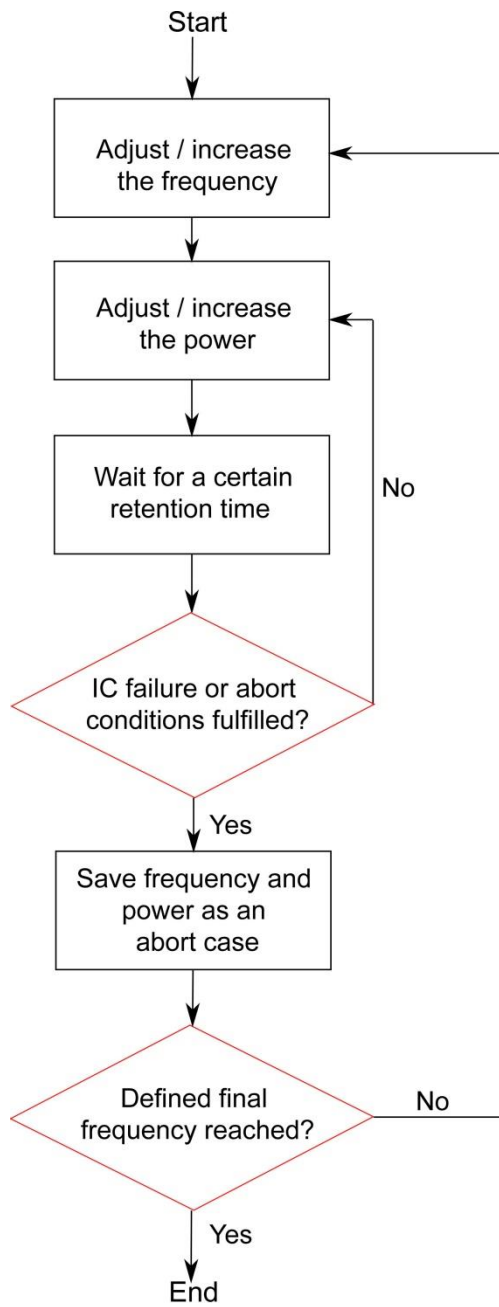 Start
Adjust / increase
the frequency
Adjust / increase
the power
Wait for a certain
retention time
No
IC failure or abort
conditions fulfilled?
Yes
Save frequency and
power as an
abort case
Defined final
frequency reached?
No
Yes
End